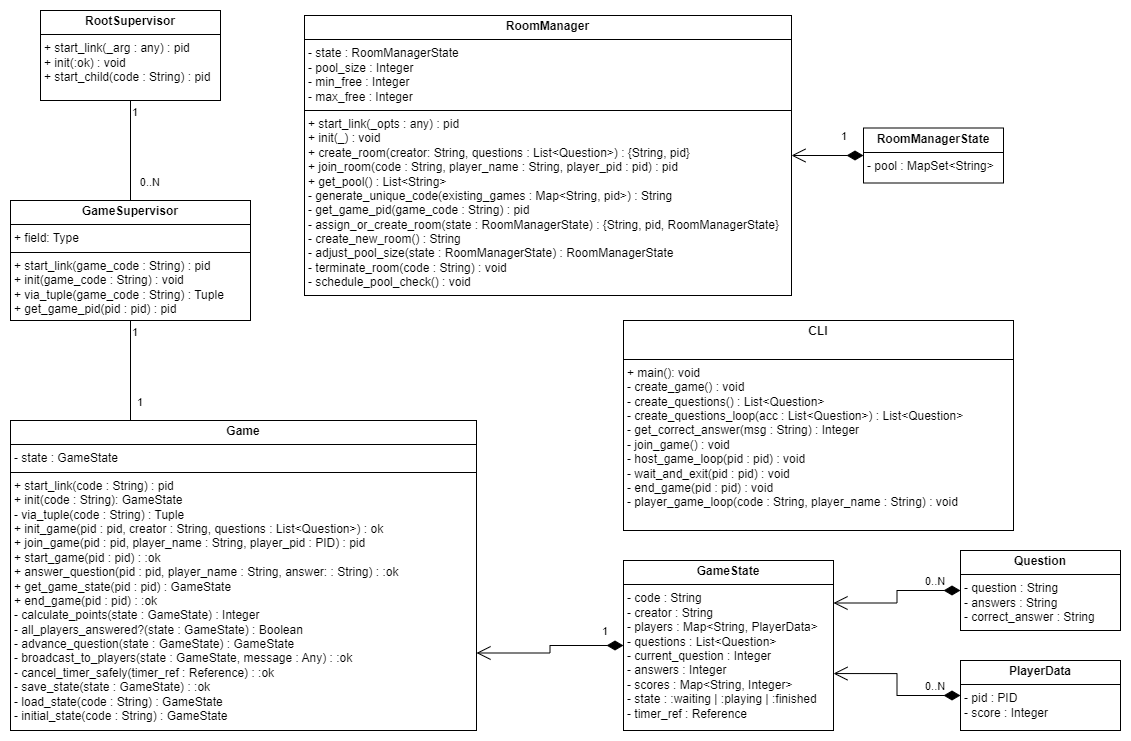 RootSupervisor
+ start_link(_arg : any) : pid
+ init(:ok) : void
+ start_child(code : String) : pid
1
0..N
GameSupervisor
+ field: Type
+ start_link(game_code : String) : pid
+ init(game_code : String) : void
+ via_tuple(game_code : String) : Tuple
+ get_game_pid(pid : pid) : pid
1
1
Game
- state : GameState
+ start_link(code : String) : pid
+ init(code : String): GameState
- via_tuple(code : String) : Tuple
+ init_game(pid : pid, creator : String, questions : List<Question>) : ok
+ join_game(pid : pid, player_name : String, player_pid : PID) : pid
+ start_game(pid : pid) : :ok
+ answer_question(pid : pid, player_name : String, answer: : String) : :ok
+ get_game_state(pid : pid) : GameState
+ end_game(pid : pid) : :ok
- calculate_points(state : GameState) : Integer
- all_players_answered?(state : GameState) : Boolean
- advance_question(state : GameState) : GameState
- broadcast_to_players(state : GameState, message : Any) : :ok
- cancel_timer_safely(timer_ref : Reference) : :ok
- save_state(state : GameState) : :ok
- load_state(code : String) : GameState
- initial_state(code : String) : GameState
RoomManager
- state : RoomManagerState
- pool_size : Integer
- min_free : Integer
- max_free : Integer
+ start_link(_opts : any) : pid
+ init(_) : void
+ create_room(creator: String, questions : List<Question>) : {String, pid}
+ join_room(code : String, player_name : String, player_pid : pid) : pid
+ get_pool() : List<String>
- generate_unique_code(existing_games : Map<String, pid>) : String
- get_game_pid(game_code : String) : pid
- assign_or_create_room(state : RoomManagerState) : {String, pid, RoomManagerState}
- create_new_room() : String
- adjust_pool_size(state : RoomManagerState) : RoomManagerState
- terminate_room(code : String) : void
- schedule_pool_check() : void
1
RoomManagerState
- pool : MapSet<String>
CLI
+ main(): void
- create_game() : void
- create_questions() : List<Question>
- create_questions_loop(acc : List<Question>) : List<Question>
- get_correct_answer(msg : String) : Integer
- join_game() : void
- host_game_loop(pid : pid) : void
- wait_and_exit(pid : pid) : void
- end_game(pid : pid) : void
- player_game_loop(code : String, player_name : String) : void
1
GameState
- code : String
- creator : String
- players : Map<String, PlayerData>
- questions : List<Question>
- current_question : Integer
- answers : Integer
- scores : Map<String, Integer>
- state : :waiting | :playing | :finished
- timer_ref : Reference
0..N
Question
- question : String
- answers : String
- correct_answer : String
0..N
PlayerData
- pid : PID
- score : Integer